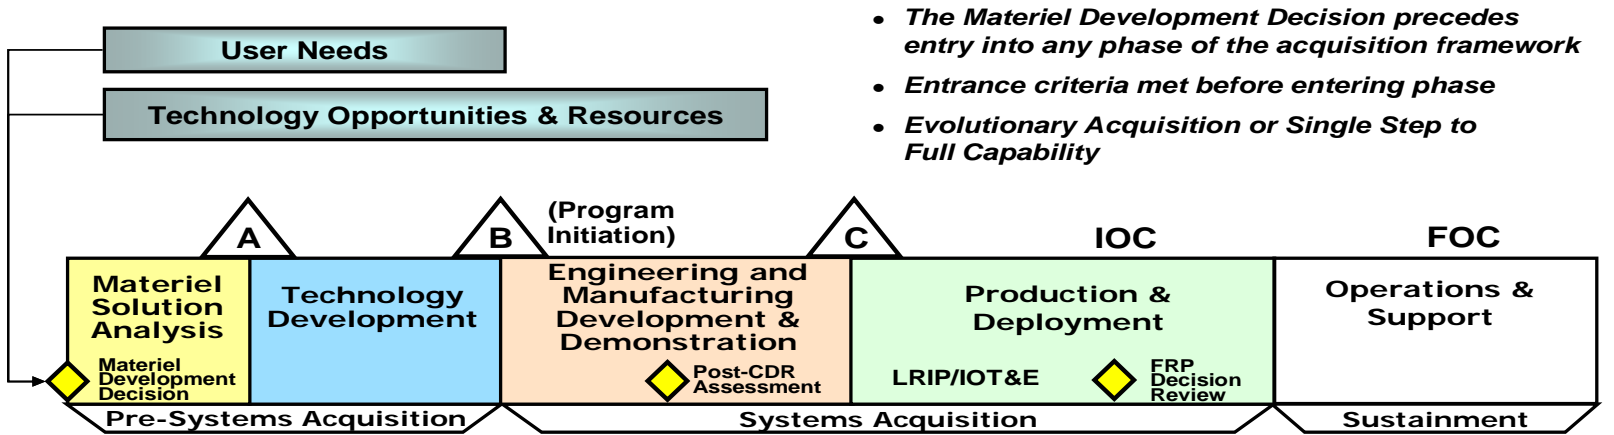 User Needs
Technology Opportunities & Resources
• The Materiel Development Decision precedes
entry into any phase of the acquisition framework
• Entrance criteria met before entering phase
• Evolutionary Acquisition or Single Step to
Full Capability
A
B
(Program
Initiation)
C
IOC
FOC
Materiel
Solution
Analysis
Materiel
Development
Decision
Technology
Development
Engineering and
Manufacturing
Development &
Demonstration
Post-CDR
Assessment
Production &
Deployment
LRIP/IOT&E
FRP
Decision
Review
Operations &
Support
Pre-Systems Acquisition
Systems Acquisition
Sustainment